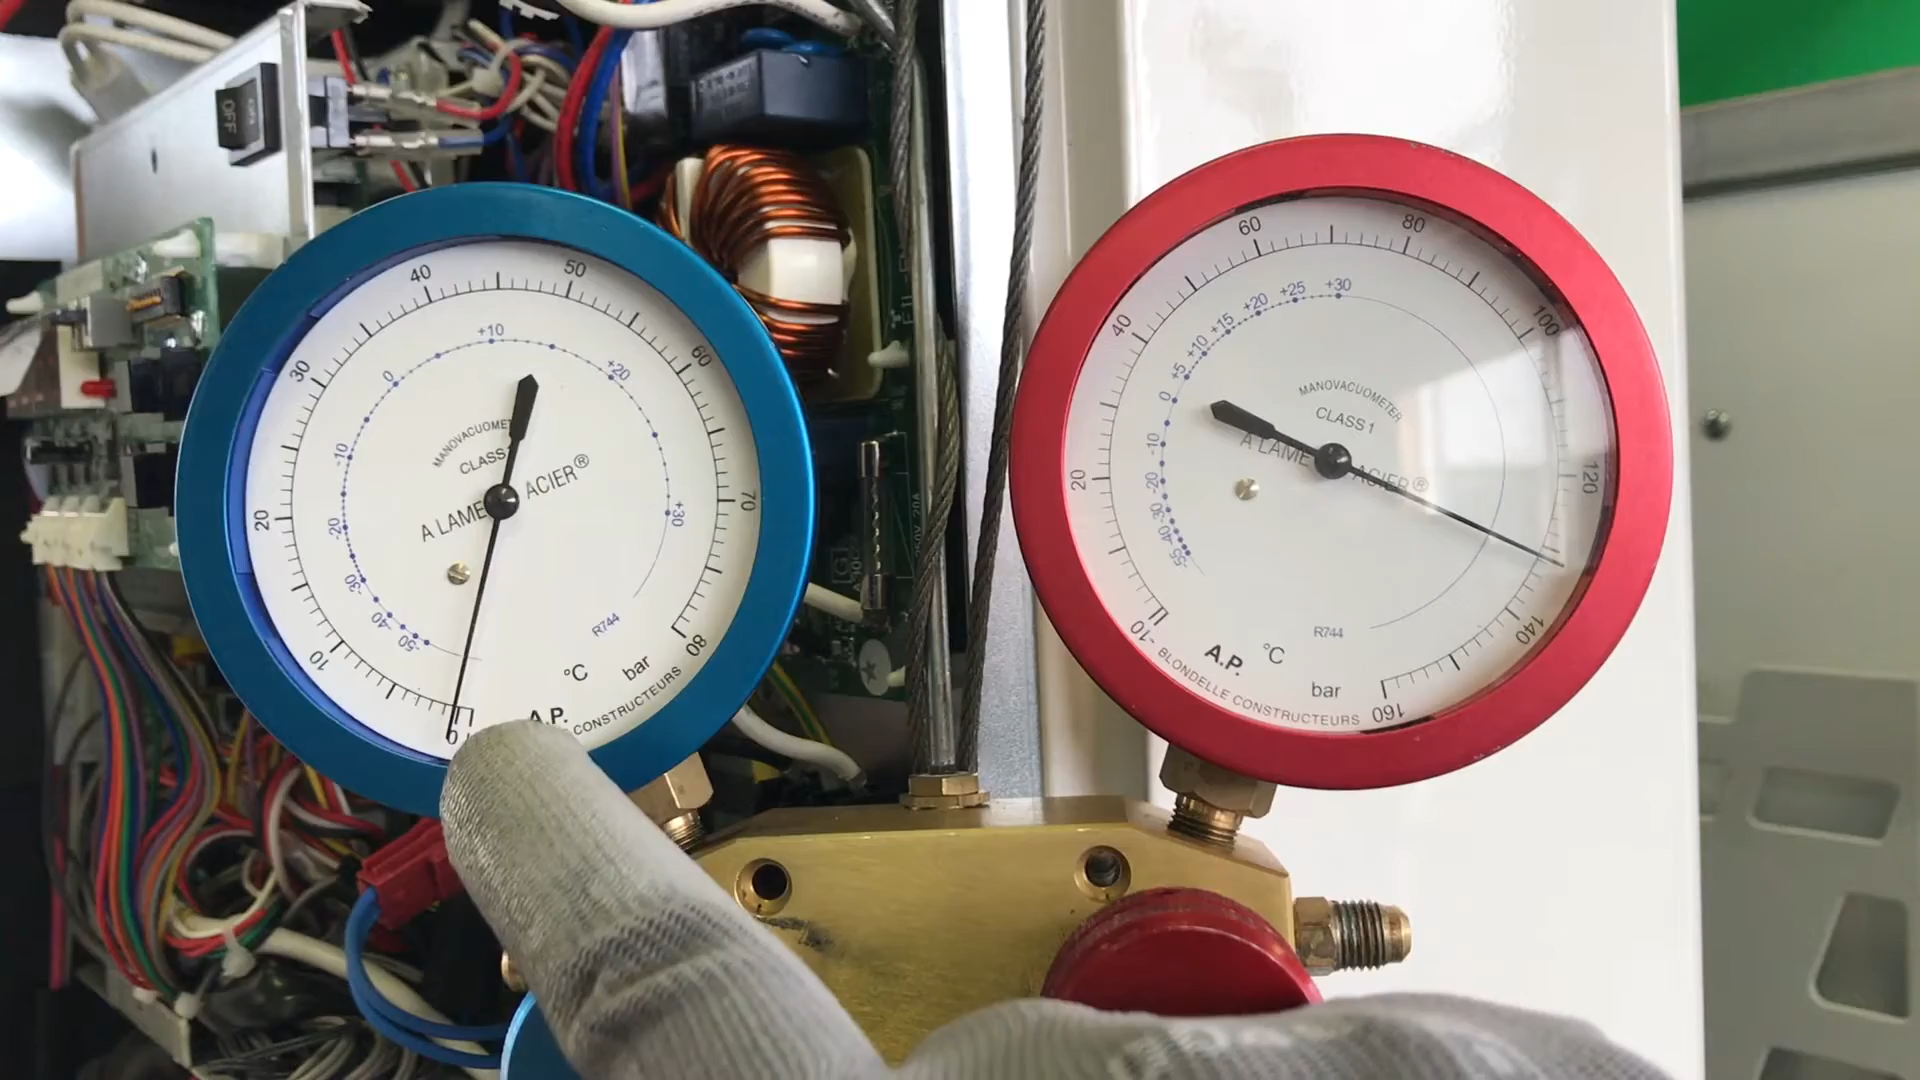 OFF
40
50
30
60
20
70
10
80
0
+10
0
+20
-10
-20
+30
-30
-40
-50
MANOVACUOMETER
CLASS
A LAME ACIER®
R744
°C
bar
A.P.
CONSTRUCTEURS
60
80
40
100
20
120
-10
140
160
+30
+25
+20
+15
+10
+5
0
-10
-20
-30
-40
-55
MANOVACUOMETER
CLASS 1
A LAME ACIER®
R744
A.P.
°C
bar
BLONDELLE CONSTRUCTEURS